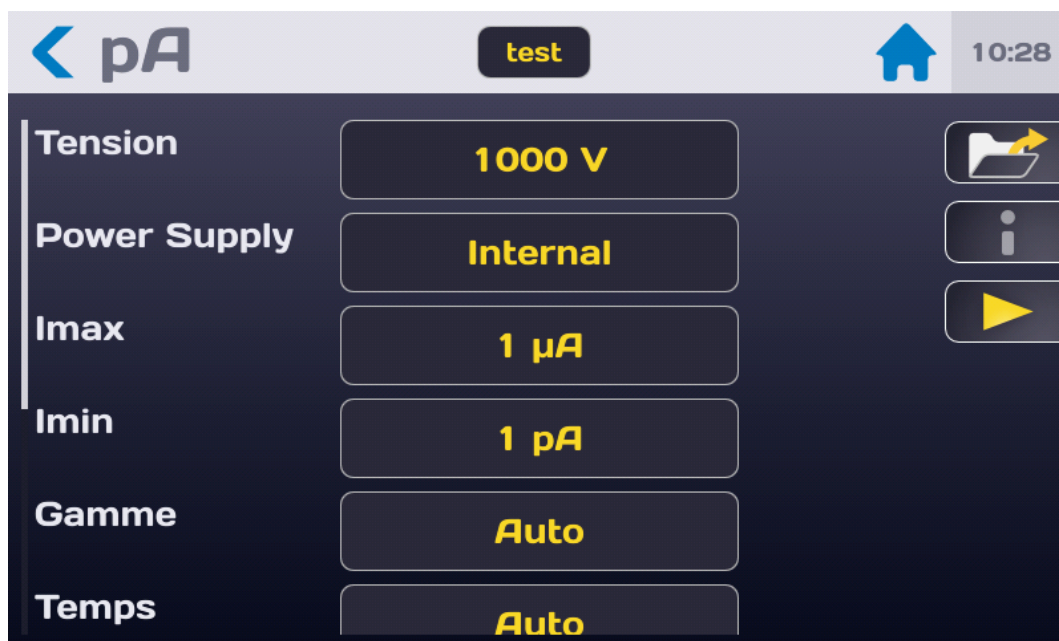 pA
test
10:28
Tension
1000 V
Power Supply
Internal
Imax
1 µA
Imin
1 pA
Gamme
Auto
Temps
Auto